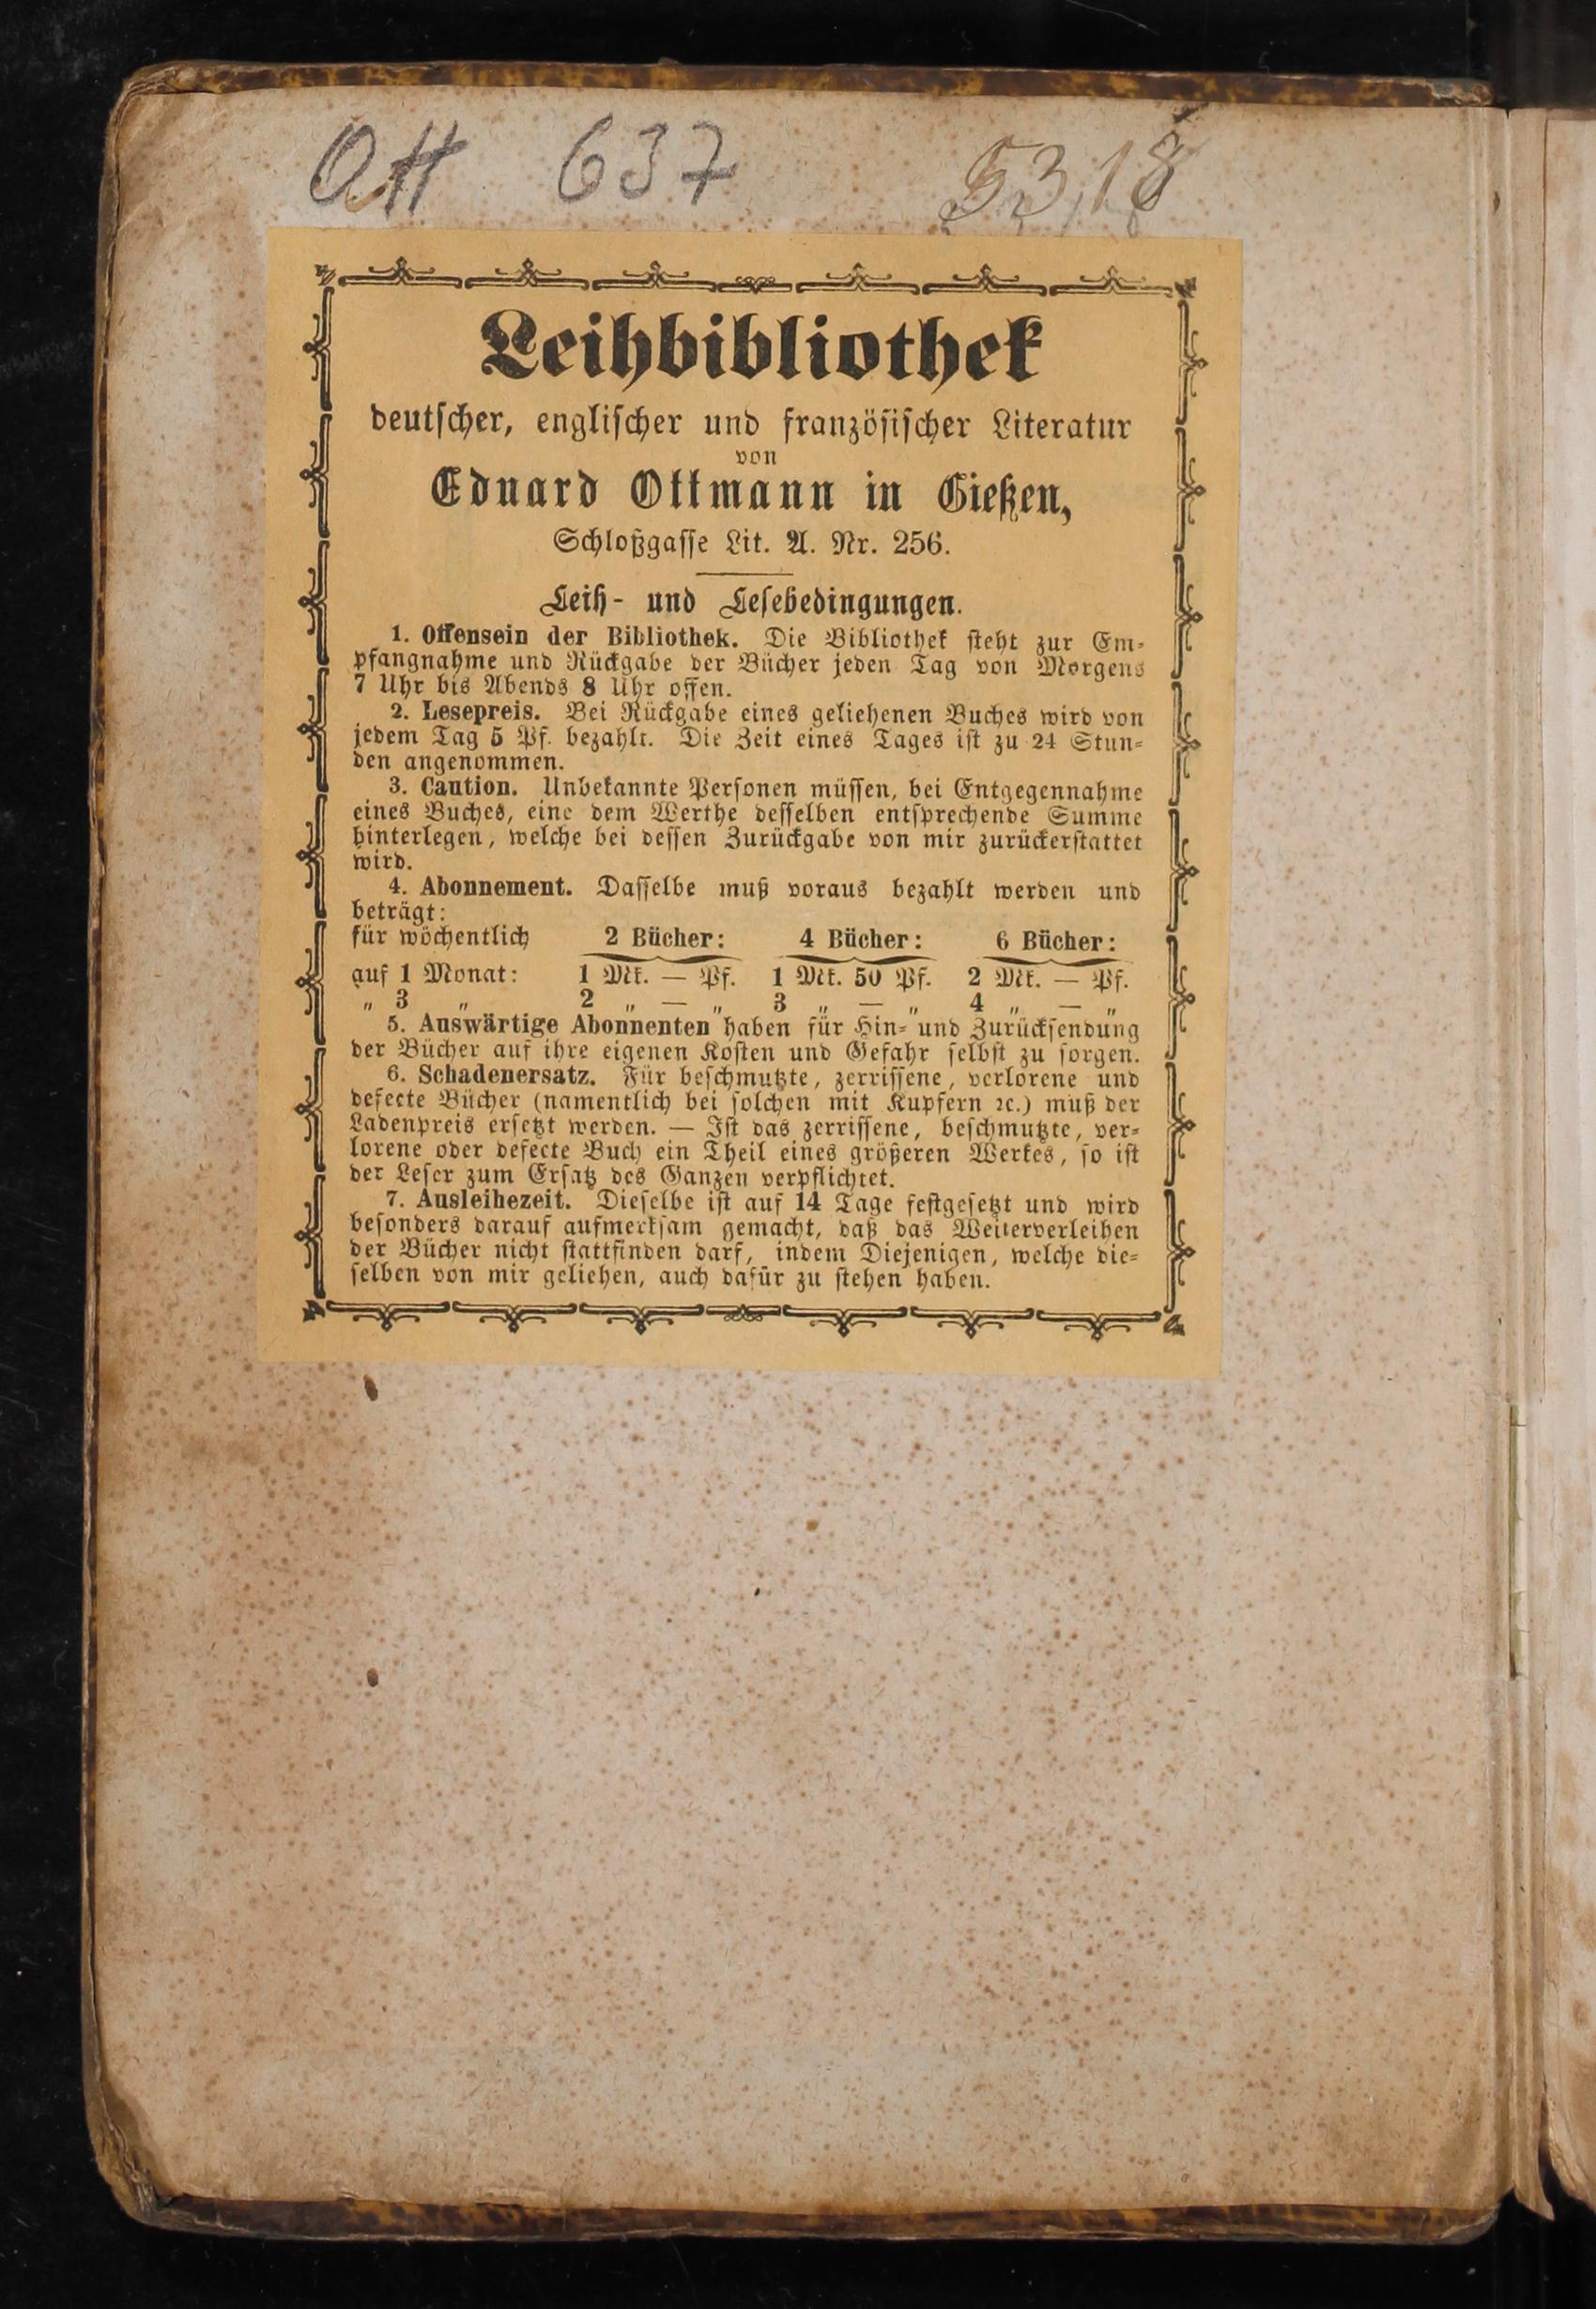 Ott 637 5318
Leihbibliothek
deutscher, englischer und französischer Literatur
von
Eduard Ottmann in Gießen,
Schloßgasse Lit. A. Nr. 256.
Leih- und Lesebedingungen.
1. Offensein der Bibliothek. Die Bibliothek steht zur Em-
pfangnahme und Rückgabe der Bücher jeden Tag von Morgens
7 Uhr bis Abends 8 Uhr offen.
2. Lesepreis. Bei Rückgabe eines geliehenen Buches wird von
jedem Tag 5 Pf. bezahlt. Die Zeit eines Tages ist zu 24 Stun-
den angenommen.
3. Caution. Unbekannte Personen müssen, bei Entgegennahme
eines Buches, eine dem Werthe desselben entsprechende Summe
hinterlegen, welche bei dessen Zurückgabe von mir zurückerstattet
wird.
4. Abonnement. Dasselbe muß voraus bezahlt werden und
beträgt:
für wöchentlich 2 Bücher: 4 Bücher: 6 Bücher:
auf 1 Monat: 1 Mk. — Pf. 1 Mk. 50 Pf. 2 Mk. — Pf.
„ 3 „ 2 „ — „ 3 „ — „ 4 „ — „
5. Auswärtige Abonnenten haben für Hin- und Zurücksendung
der Bücher auf ihre eigenen Kosten und Gefahr selbst zu sorgen.
6. Schadenersatz. Für beschmutzte, zerrissene, verlorene und
defecte Bücher (namentlich bei solchen mit Kupfern ꝛc.) muß der
Ladenpreis ersetzt werden. — Ist das zerrissene, beschmutzte, ver-
lorene oder defecte Buch ein Theil eines größeren Werkes, so ist
der Leser zum Ersatz des Ganzen verpflichtet.
7. Ausleihezeit. Dieselbe ist auf 14 Tage festgesetzt und wird
besonders darauf aufmerksam gemacht, daß das Weiterverleihen
der Bücher nicht stattfinden darf, indem Diejenigen, welche die-
selben von mir geliehen, auch dafür zu stehen haben.